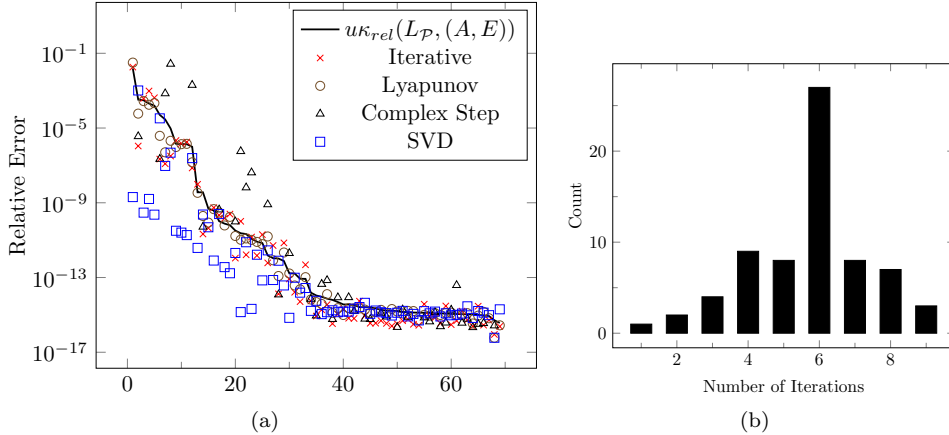 uκ_rel(L_P, (A, E))
Iterative
Lyapunov
Complex Step
SVD
Relative Error
10^−1
10^−5
10^−9
10^−13
10^−17
0 20 40 60
(a)
Count
20
10
0
2 4 6 8
Number of Iterations
(b)